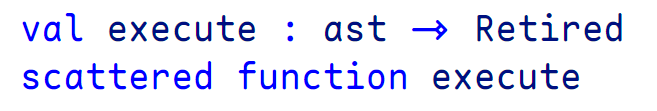 val execute : ast → Retired
scattered function execute